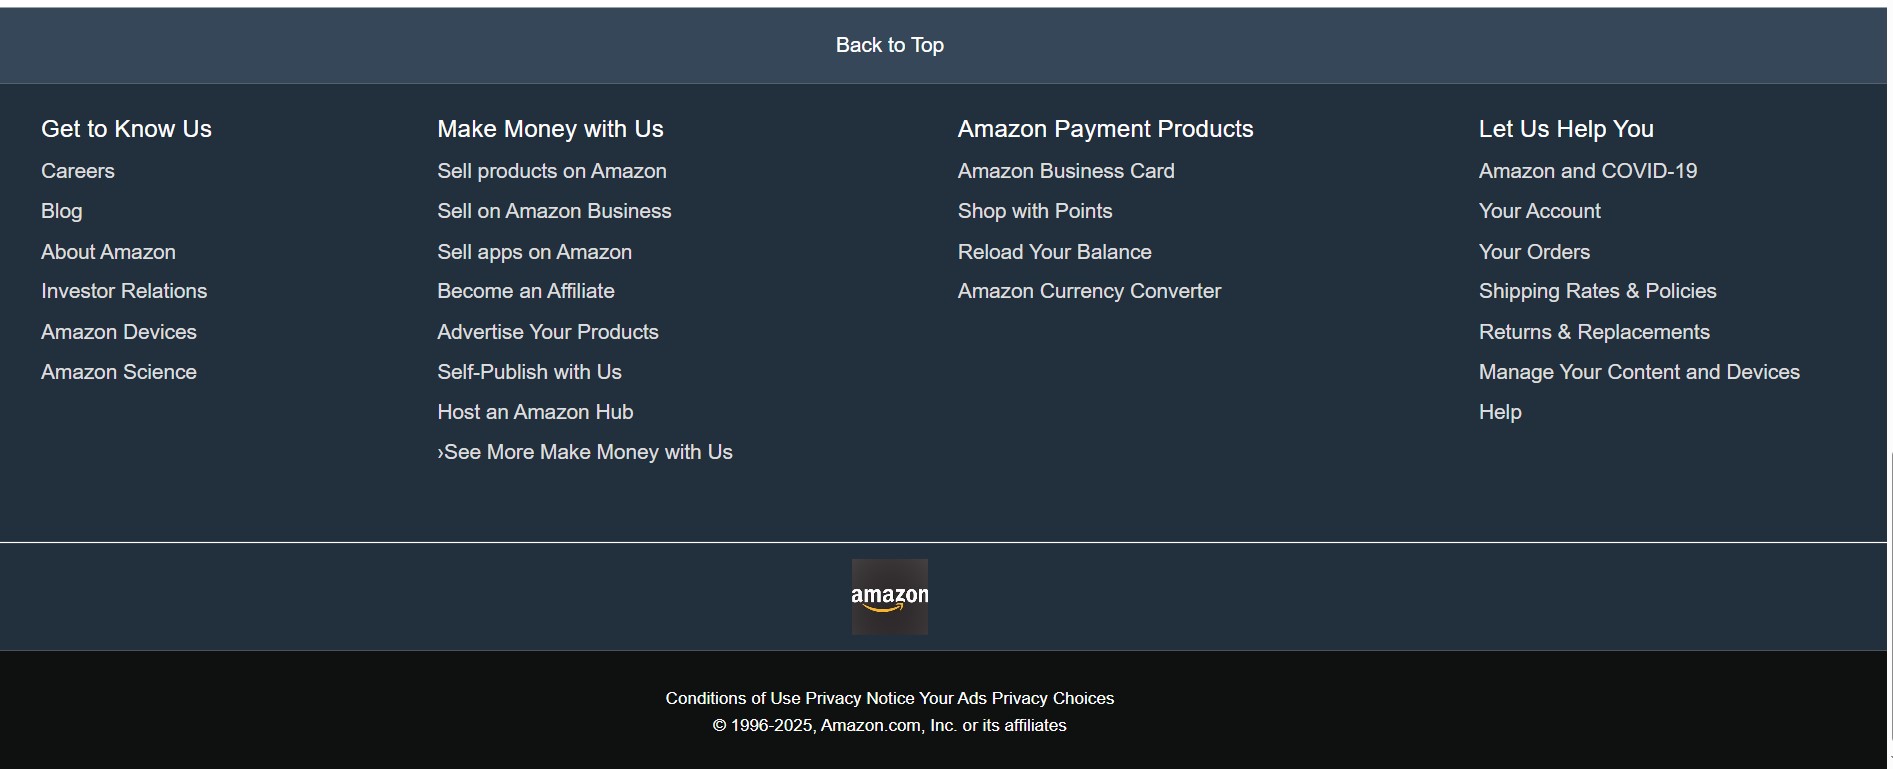 Back to Top
Get to Know Us
Careers
Blog
About Amazon
Investor Relations
Amazon Devices
Amazon Science
Make Money with Us
Sell products on Amazon
Sell on Amazon Business
Sell apps on Amazon
Become an Affiliate
Advertise Your Products
Self-Publish with Us
Host an Amazon Hub
›See More Make Money with Us
Amazon Payment Products
Amazon Business Card
Shop with Points
Reload Your Balance
Amazon Currency Converter
Let Us Help You
Amazon and COVID-19
Your Account
Your Orders
Shipping Rates & Policies
Returns & Replacements
Manage Your Content and Devices
Help
amazon
Conditions of Use Privacy Notice Your Ads Privacy Choices
© 1996-2025, Amazon.com, Inc. or its affiliates